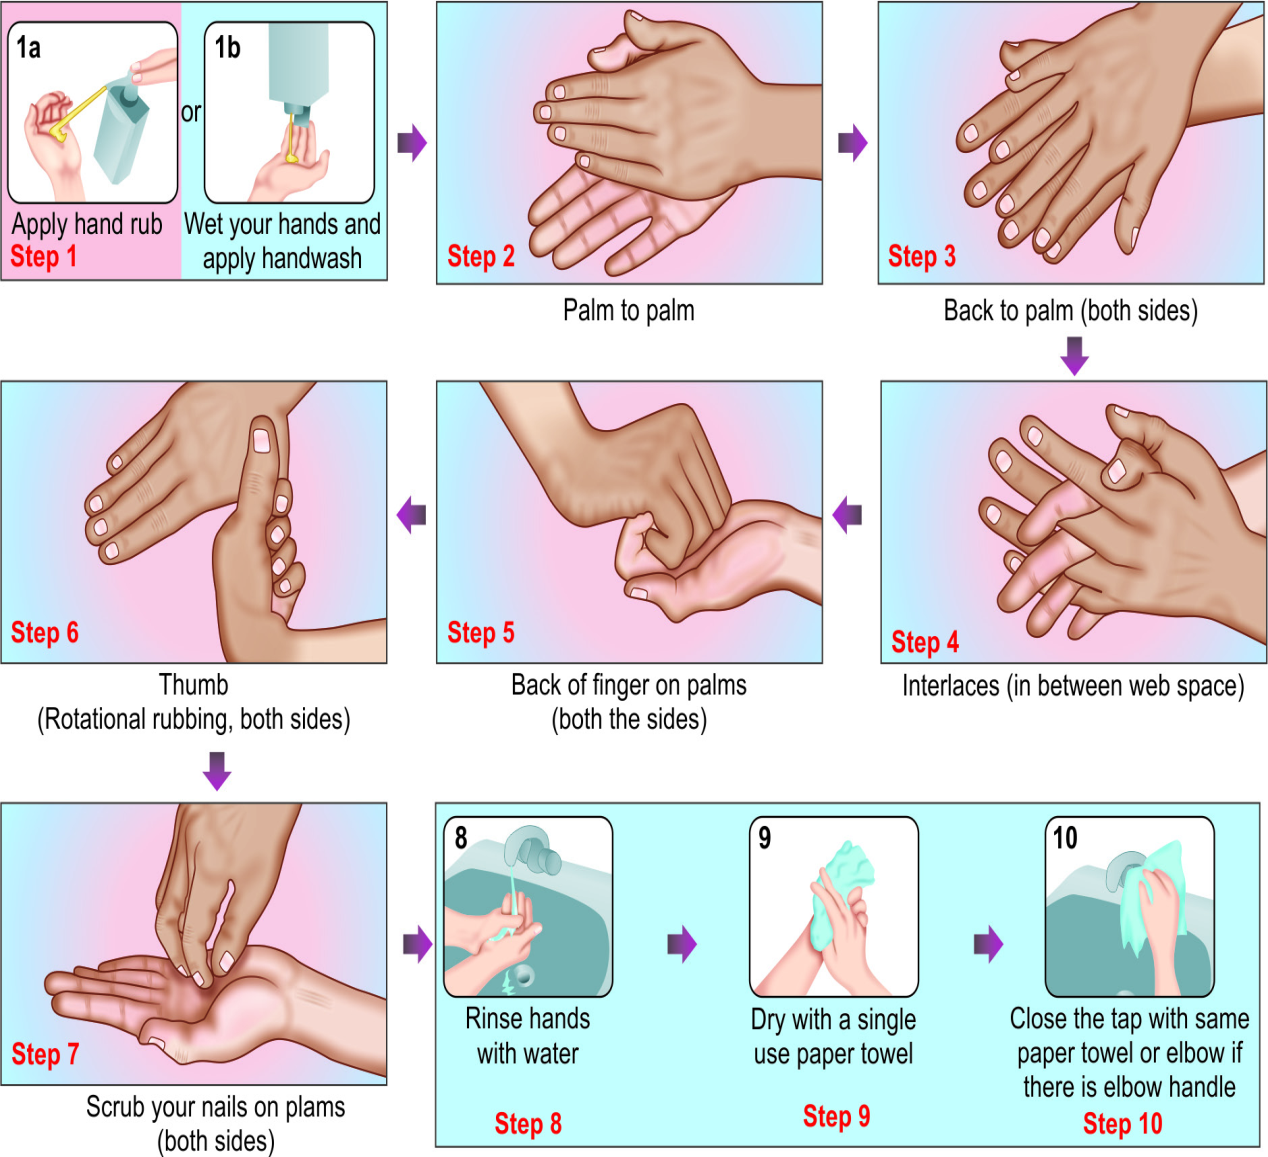 1a
or
1b
Apply hand rub
Step 1
Wet your hands and
apply handwash
Step 2
Palm to palm
Step 3
Back to palm (both sides)
Step 4
Interlaces (in between web space)
Step 5
Back of finger on palms
(both the sides)
Step 6
Thumb
(Rotational rubbing, both sides)
Step 7
Scrub your nails on plams
(both sides)
8
Rinse hands
with water
Step 8
9
Dry with a single
use paper towel
Step 9
10
Close the tap with same
paper towel or elbow if
there is elbow handle
Step 10